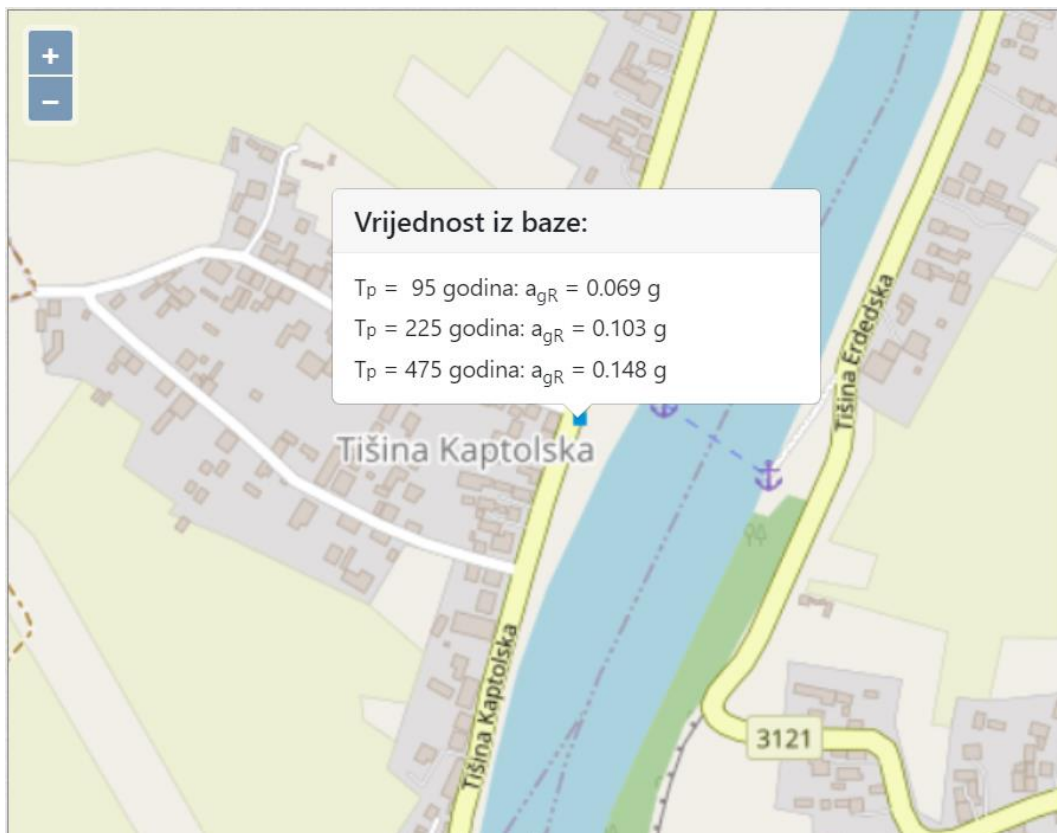 +
−
Vrijednost iz baze:
Tp = 95 godina: agR = 0.069 g
Tp = 225 godina: agR = 0.103 g
Tp = 475 godina: agR = 0.148 g
Tišina Kaptolska
Tišina Erdedska
Tišina Kaptolska
3121